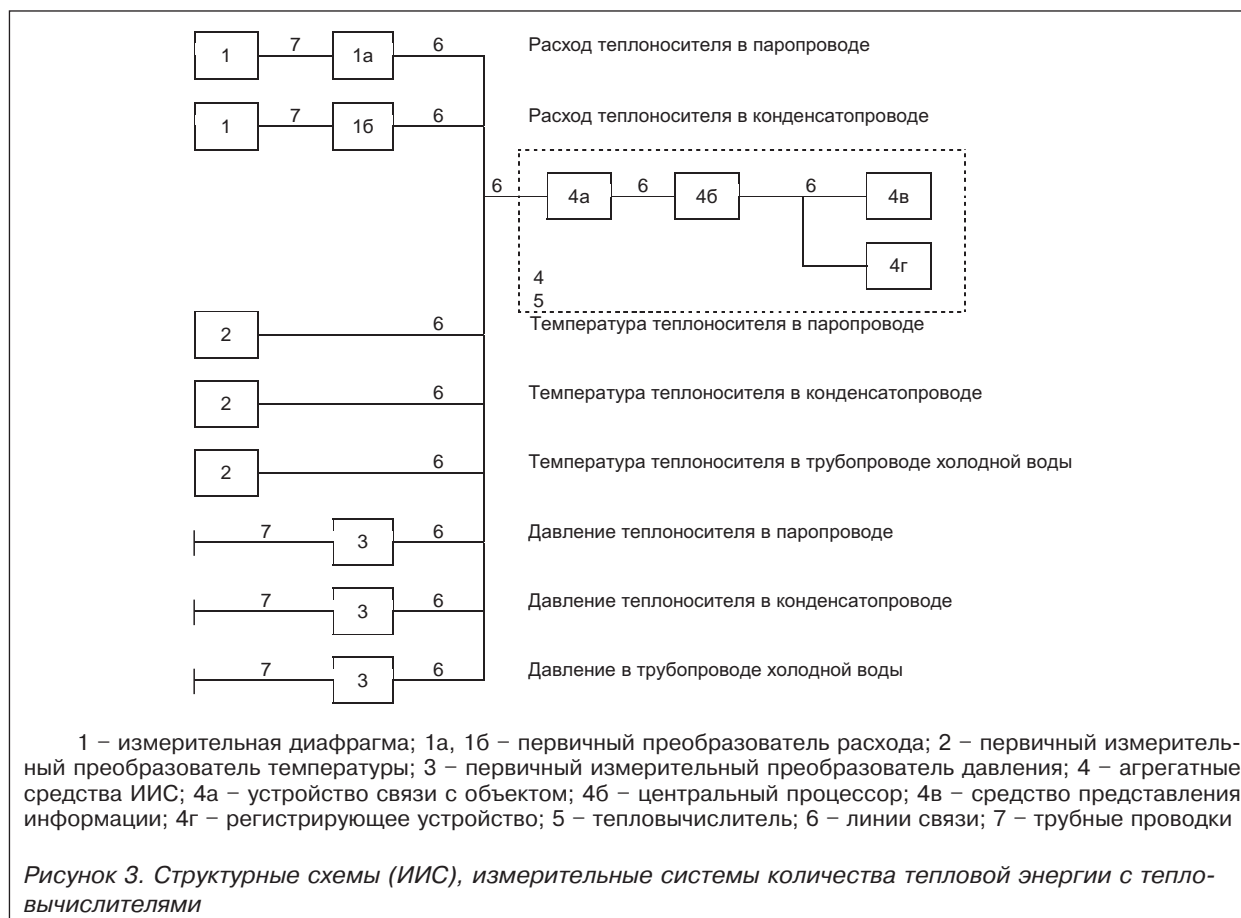 1 7 1а 6 Расход теплоносителя в паропроводе
1 7 1б 6 Расход теплоносителя в конденсатопроводе
6 4а 6 4б 6 4в
4г
4
5
2 6 Температура теплоносителя в паропроводе
2 6 Температура теплоносителя в конденсатопроводе
2 6 Температура теплоносителя в трубопроводе холодной воды
7 3 6 Давление теплоносителя в паропроводе
7 3 6 Давление теплоносителя в конденсатопроводе
7 3 6 Давление в трубопроводе холодной воды
1 – измерительная диафрагма; 1а, 1б – первичный преобразователь расхода; 2 – первичный измеритель-
ный преобразователь температуры; 3 – первичный измерительный преобразователь давления; 4 – агрегатные
средства ИИС; 4а – устройство связи с объектом; 4б – центральный процессор; 4в – средство представления
информации; 4г – регистрирующее устройство; 5 – тепловычислитель; 6 – линии связи; 7 – трубные проводки
Рисунок 3. Структурные схемы (ИИС), измерительные системы количества тепловой энергии с тепло-
вычислителями